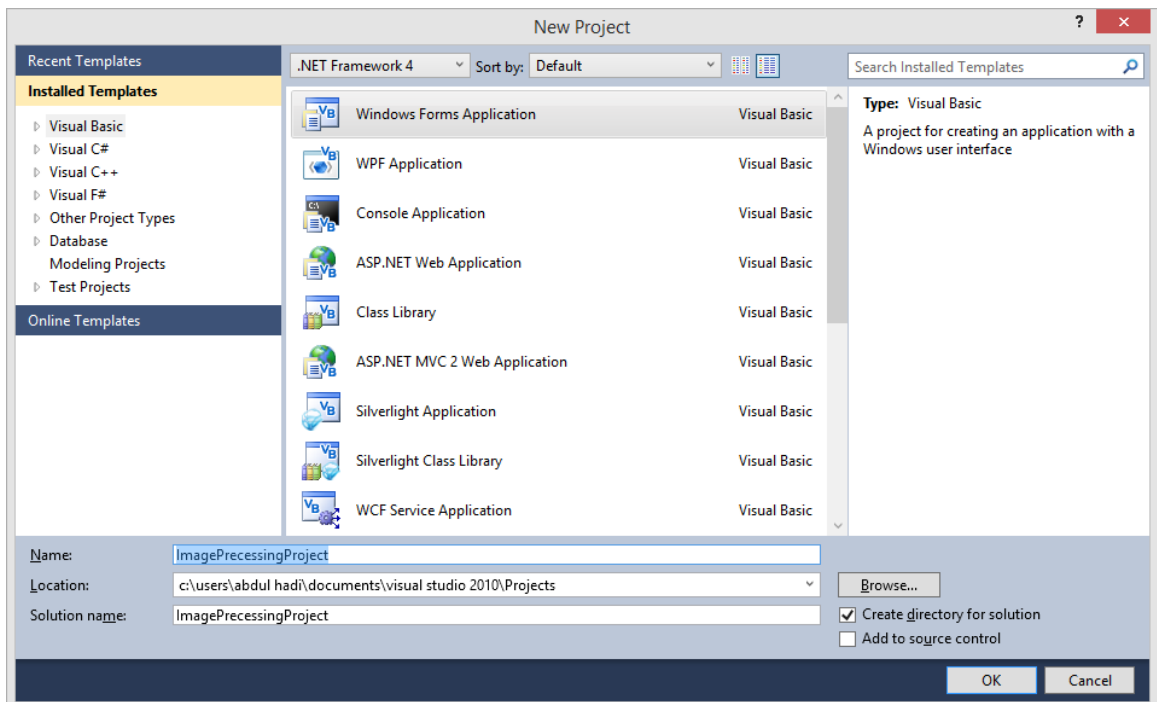 New Project
?
Recent Templates
Installed Templates
Visual Basic
Visual C#
Visual C++
Visual F#
Other Project Types
Database
Modeling Projects
Test Projects
Online Templates
.NET Framework 4
Sort by: Default
Windows Forms Application Visual Basic
WPF Application Visual Basic
Console Application Visual Basic
ASP.NET Web Application Visual Basic
Class Library Visual Basic
ASP.NET MVC 2 Web Application Visual Basic
Silverlight Application Visual Basic
Silverlight Class Library Visual Basic
WCF Service Application Visual Basic
Search Installed Templates
Type: Visual Basic
A project for creating an application with a
Windows user interface
Name: ImagePrecessingProject
Location: c:\users\abdul hadi\documents\visual studio 2010\Projects
Browse...
Solution name: ImagePrecessingProject
Create directory for solution
Add to source control
OK Cancel